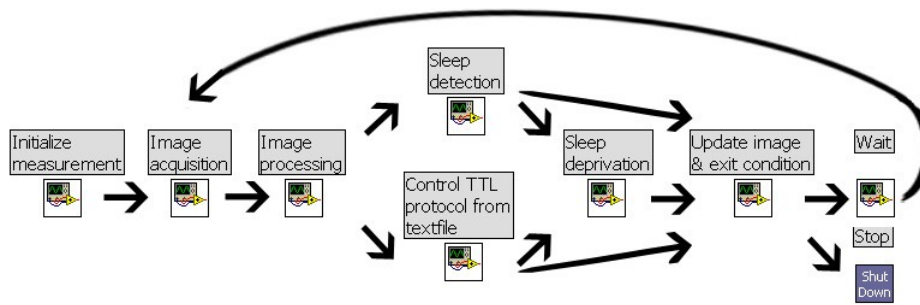 Initialize
measurement
Image
acquisition
Image
processing
Sleep
detection
Control TTL
protocol from
textfile
Sleep
deprivation
Update image
& exit condition
Wait
Stop
Shut
Down